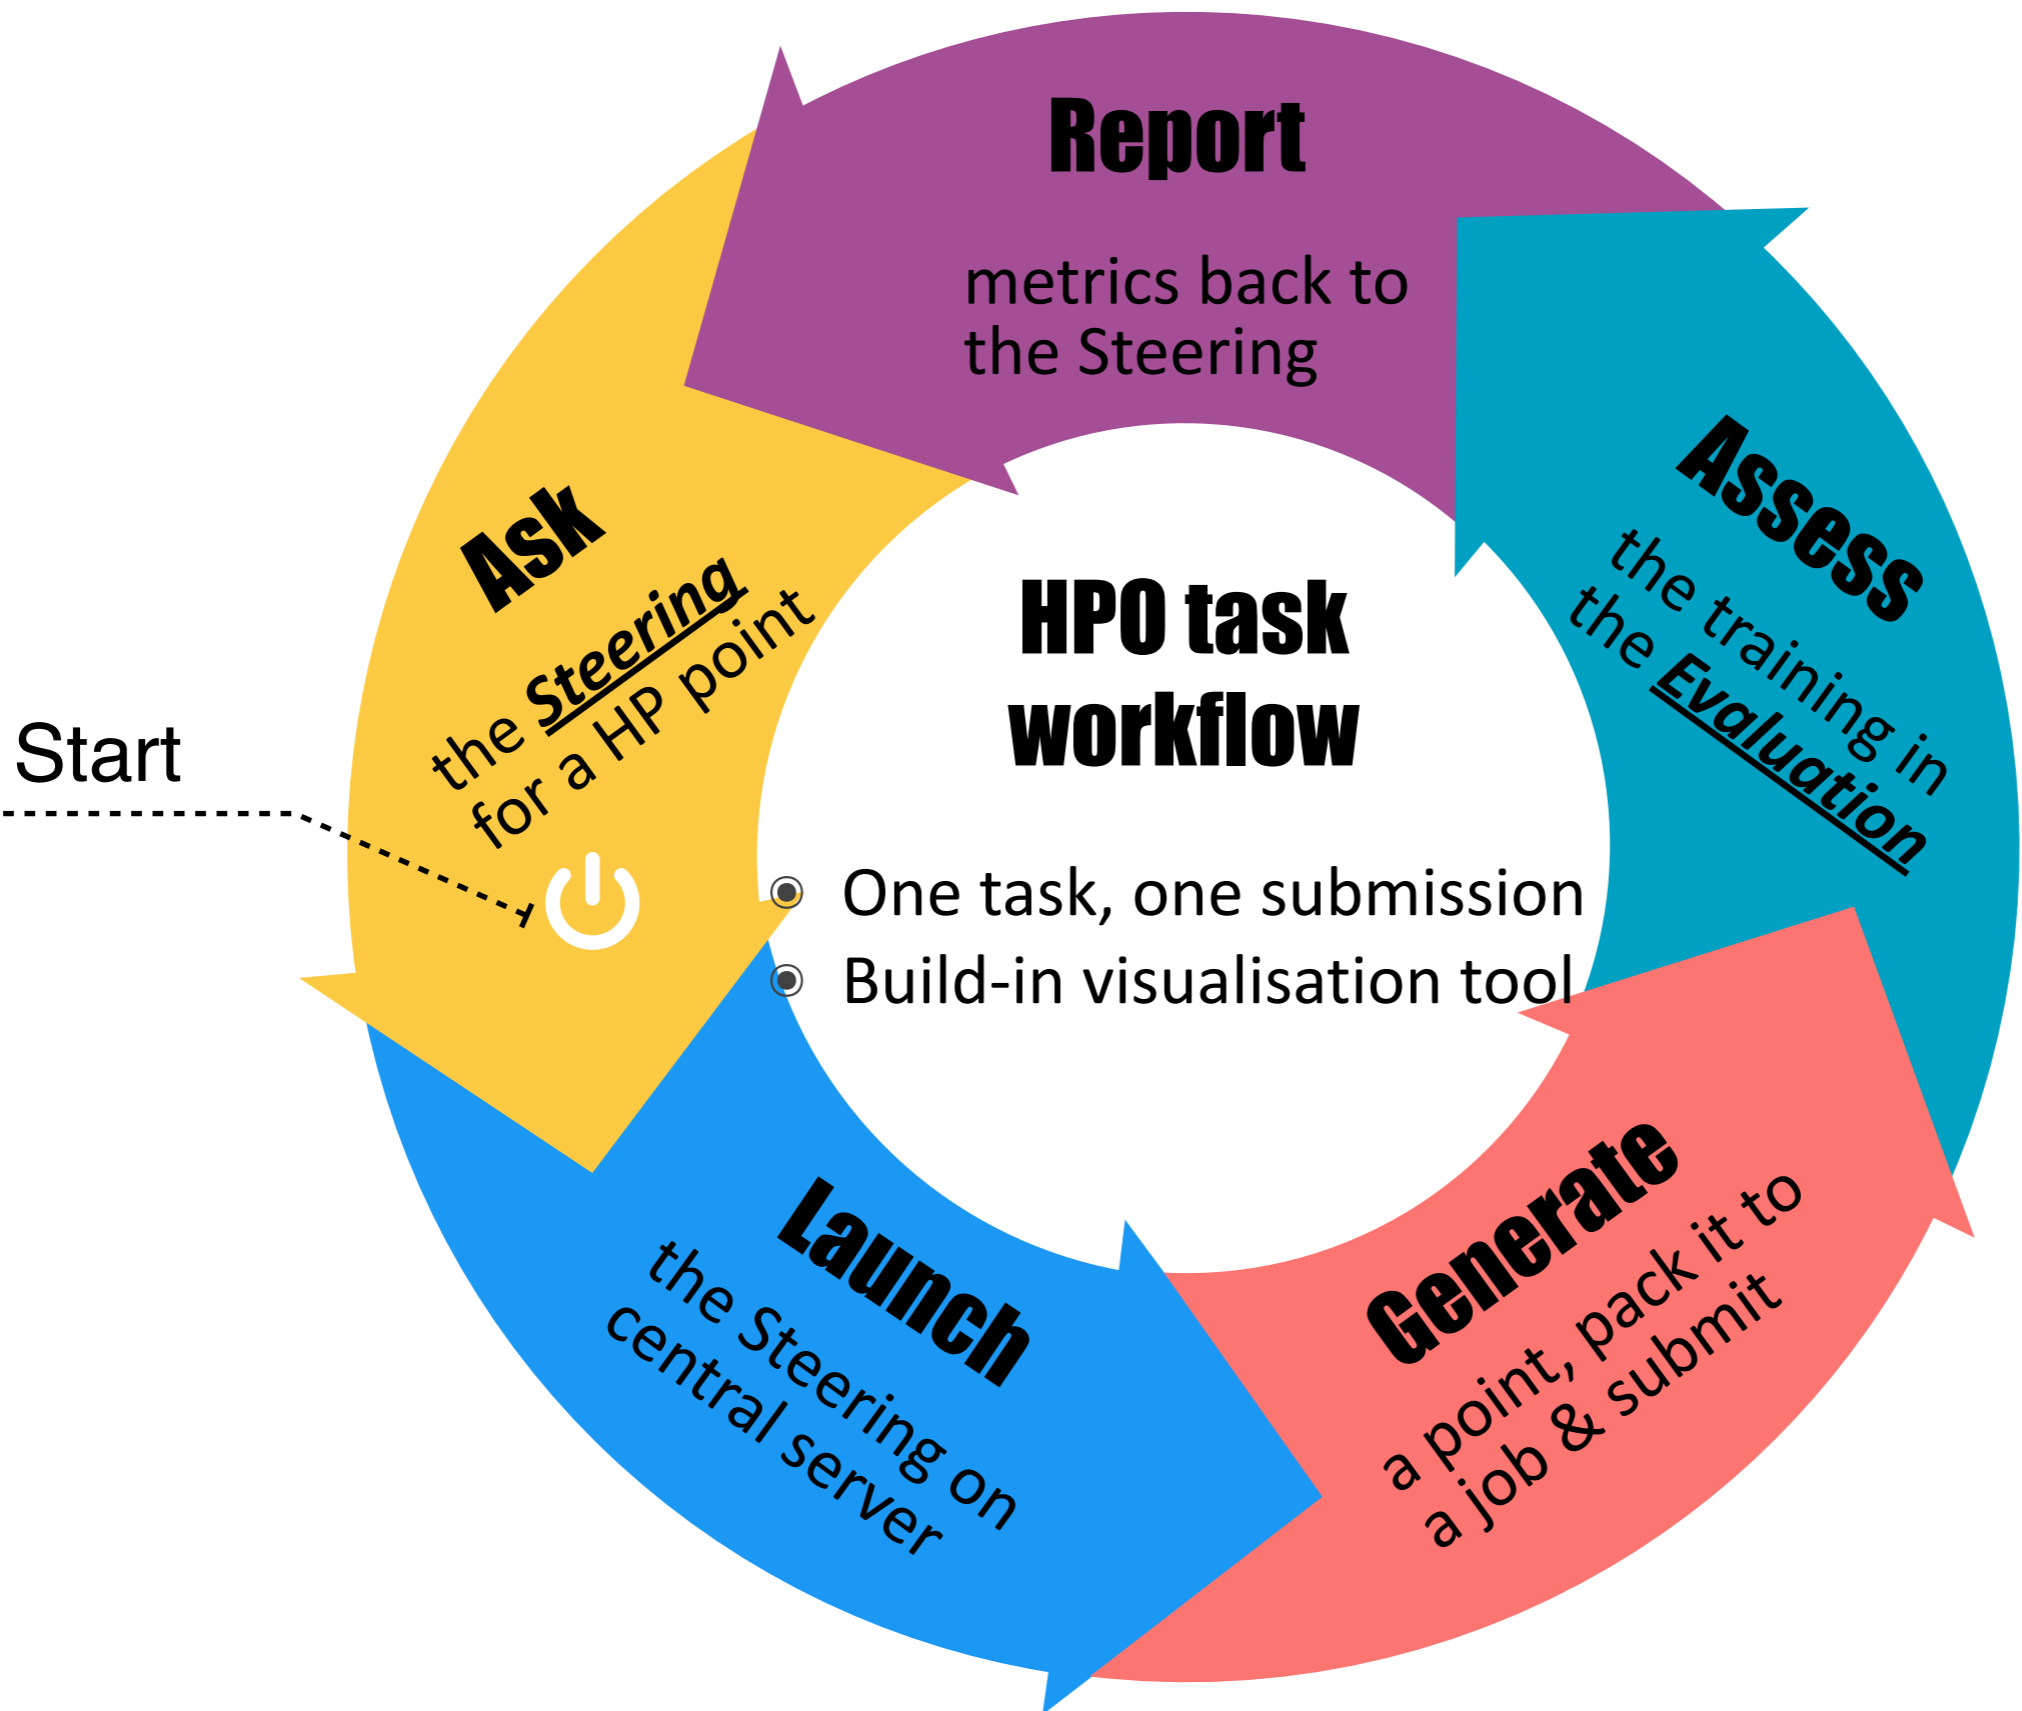 Report
metrics back to
the Steering
Assess
the training in
the Evaluation
Ask
the Steering
for a HP point
Start
HPO task
workflow
One task, one submission
Build-in visualisation tool
Launch
the Steering on
central server
Generate
a point, pack it to
a job & submit